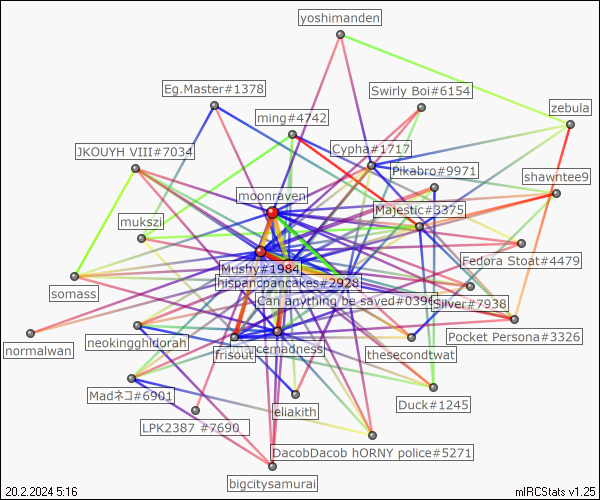 yoshimanden
Eg.Master#1378
Swirly Boi#6154
zebula
ming#4742
Cypha#1717
JKOUYH VIII#7034
Pikabro#9971
shawntee9
moonraven
Majestic#3375
mukszi
Fedora Stoat#4479
Mushy#1984
hispancpancakes#2928
somass
Can anything be sayed#0396
Silver#7938
Pocket Persona#3326
neokingghidorah
normalwan
frisout
cemadness
thesecondtwat
Madネコ#6901
Duck#1245
eliakith
LPK2387 #7690
DacobDacob hORNY police#5271
bigcitysamurai
20.2.2024 5:16
mIRCStats v1.25